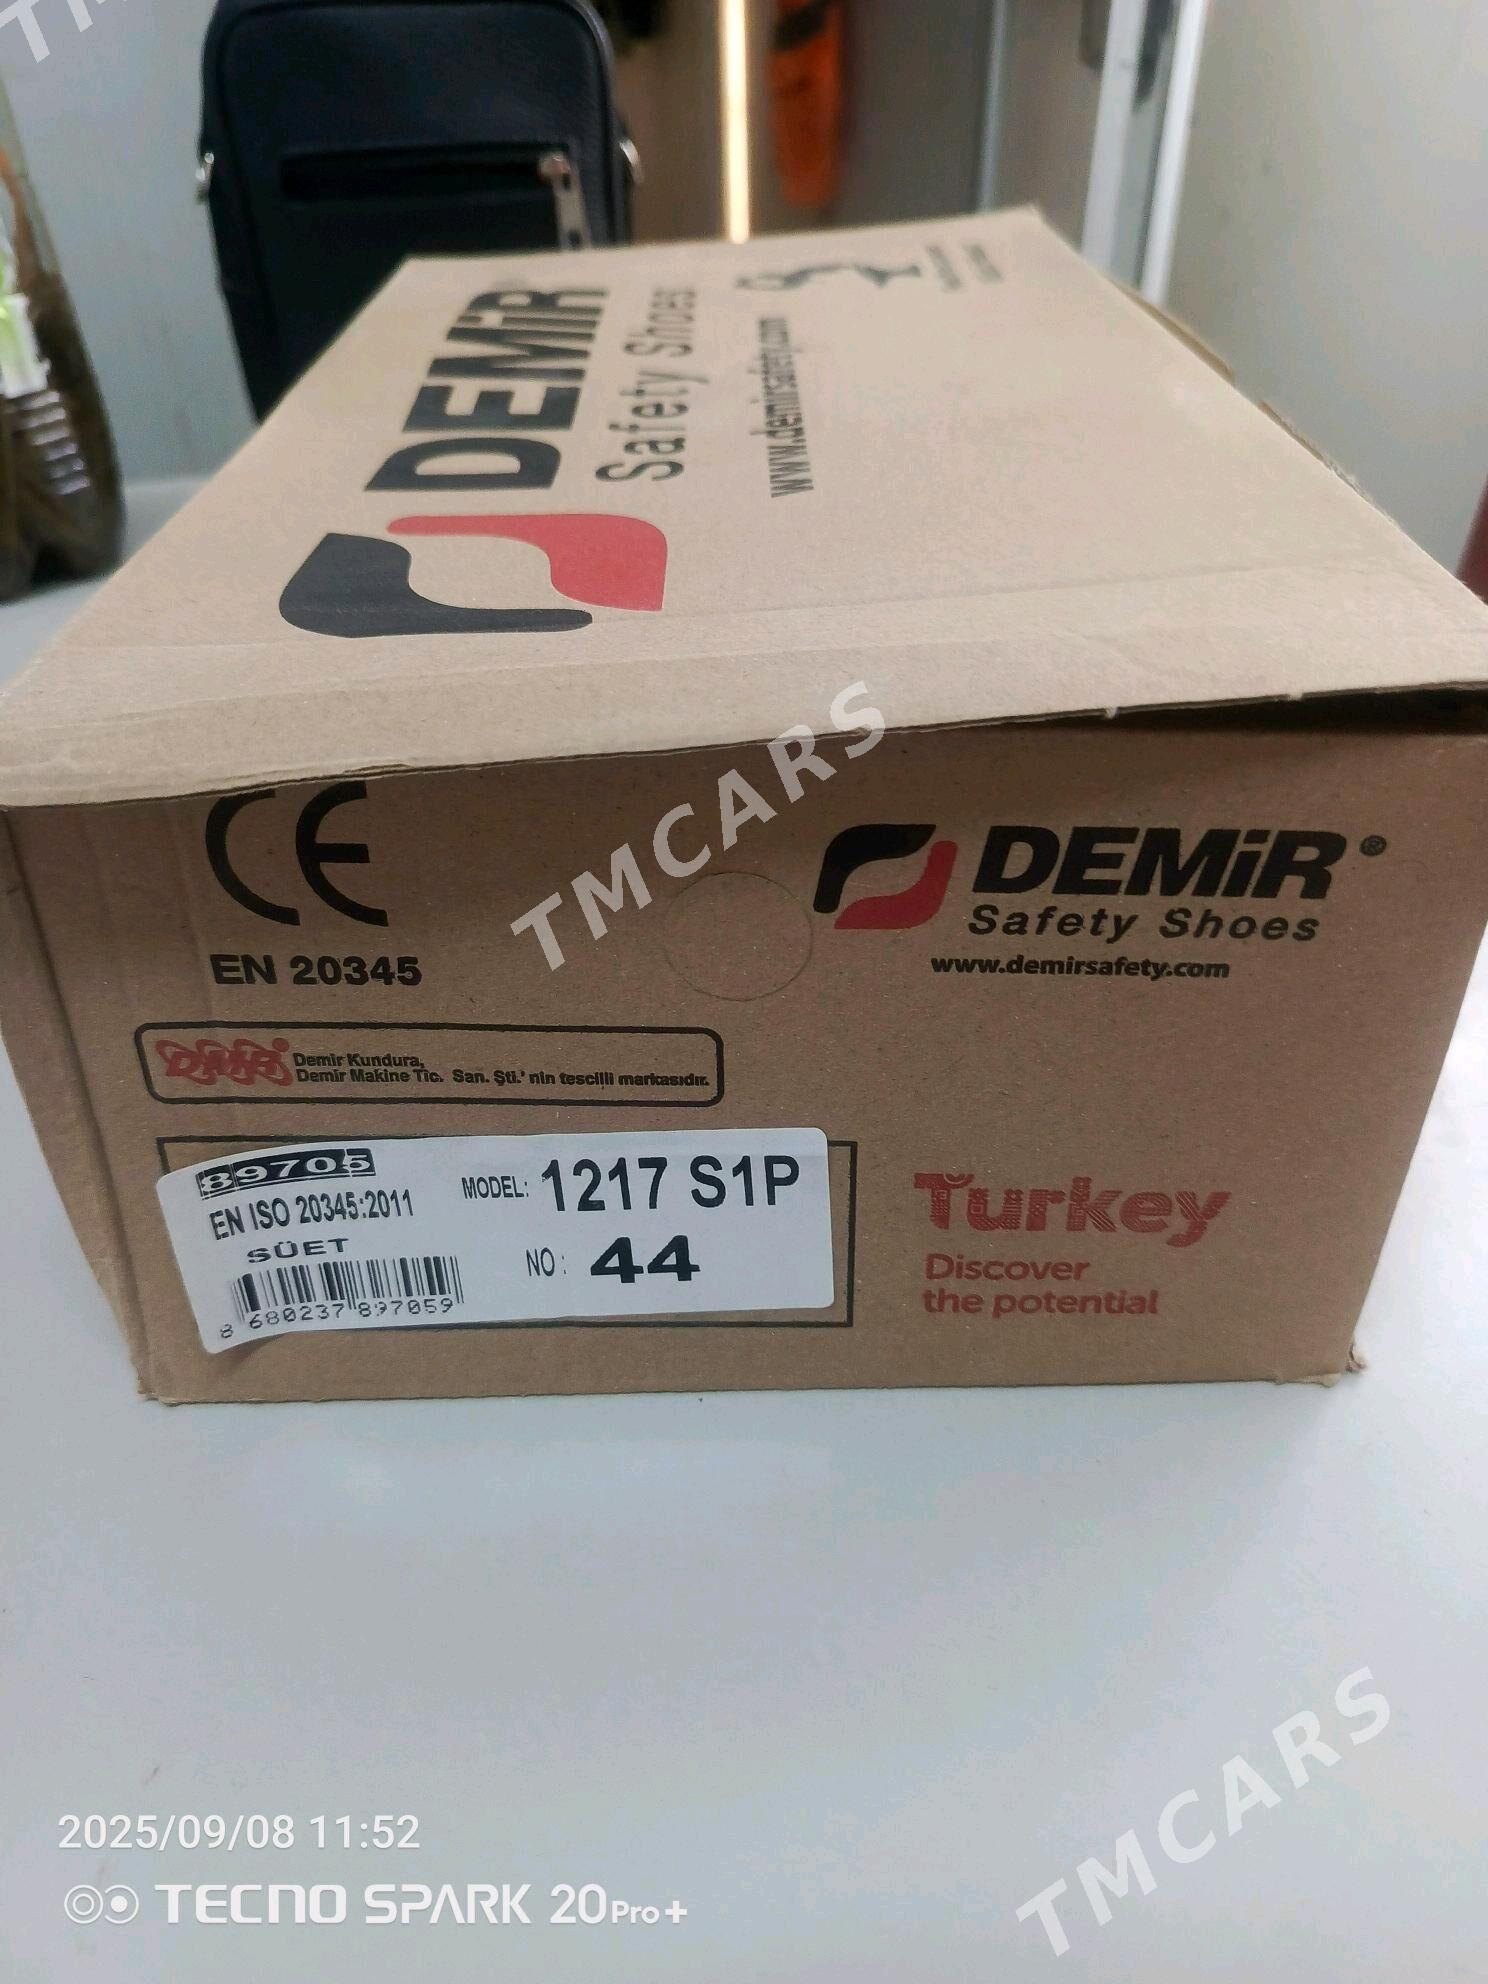 DEMİR
Safety Shoes
www.demirsafety.com
CE
EN 20345
DEMİR®
Safety Shoes
www.demirsafety.com
Demir Kundura,
Demir Makine Tic. San. Şti.' nin tescilli markasıdır.
89705
EN ISO 20345:2011
SÜET
MODEL: 1217 S1P
NO: 44
8 680237 897059
Turkey
Discover
the potential
TMCARS
TMCARS
2025/09/08 11:52
TECNO SPARK 20Pro+